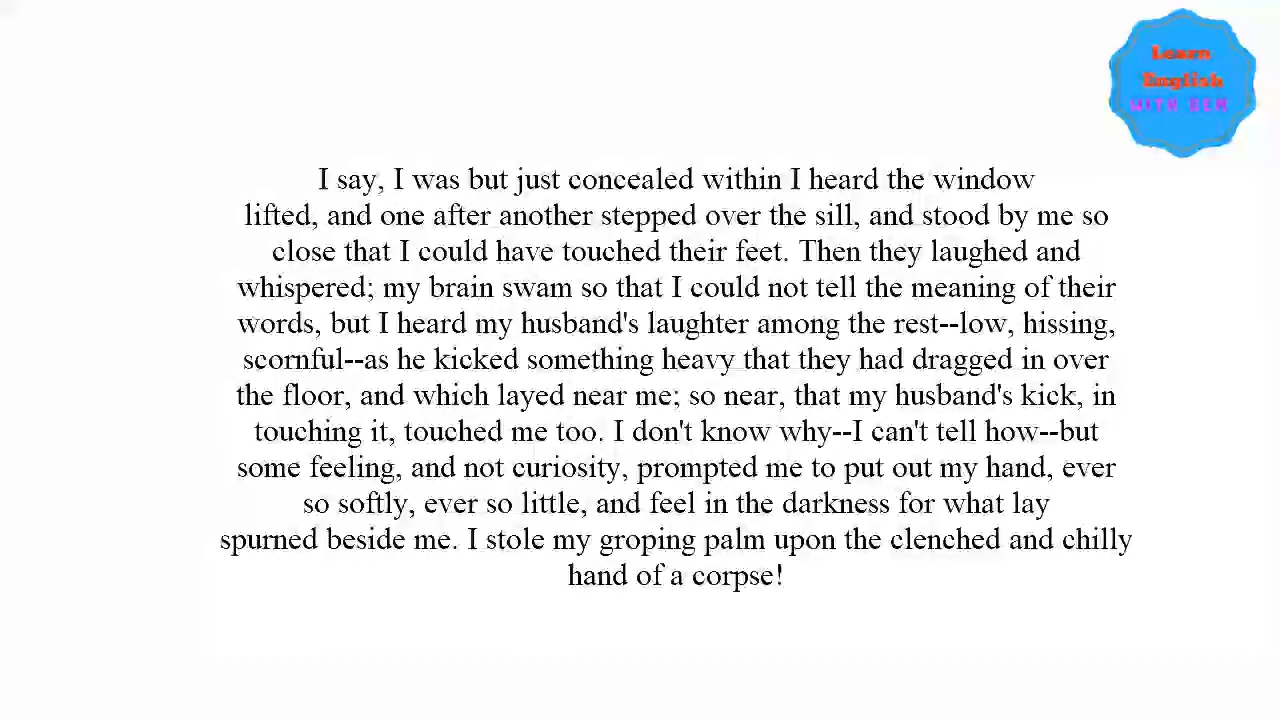 Learn
English
WITH BEN
I say, I was but just concealed within I heard the window
lifted, and one after another stepped over the sill, and stood by me so
close that I could have touched their feet. Then they laughed and
whispered; my brain swam so that I could not tell the meaning of their
words, but I heard my husband's laughter among the rest--low, hissing,
scornful--as he kicked something heavy that they had dragged in over
the floor, and which layed near me; so near, that my husband's kick, in
touching it, touched me too. I don't know why--I can't tell how--but
some feeling, and not curiosity, prompted me to put out my hand, ever
so softly, ever so little, and feel in the darkness for what lay
spurned beside me. I stole my groping palm upon the clenched and chilly
hand of a corpse!